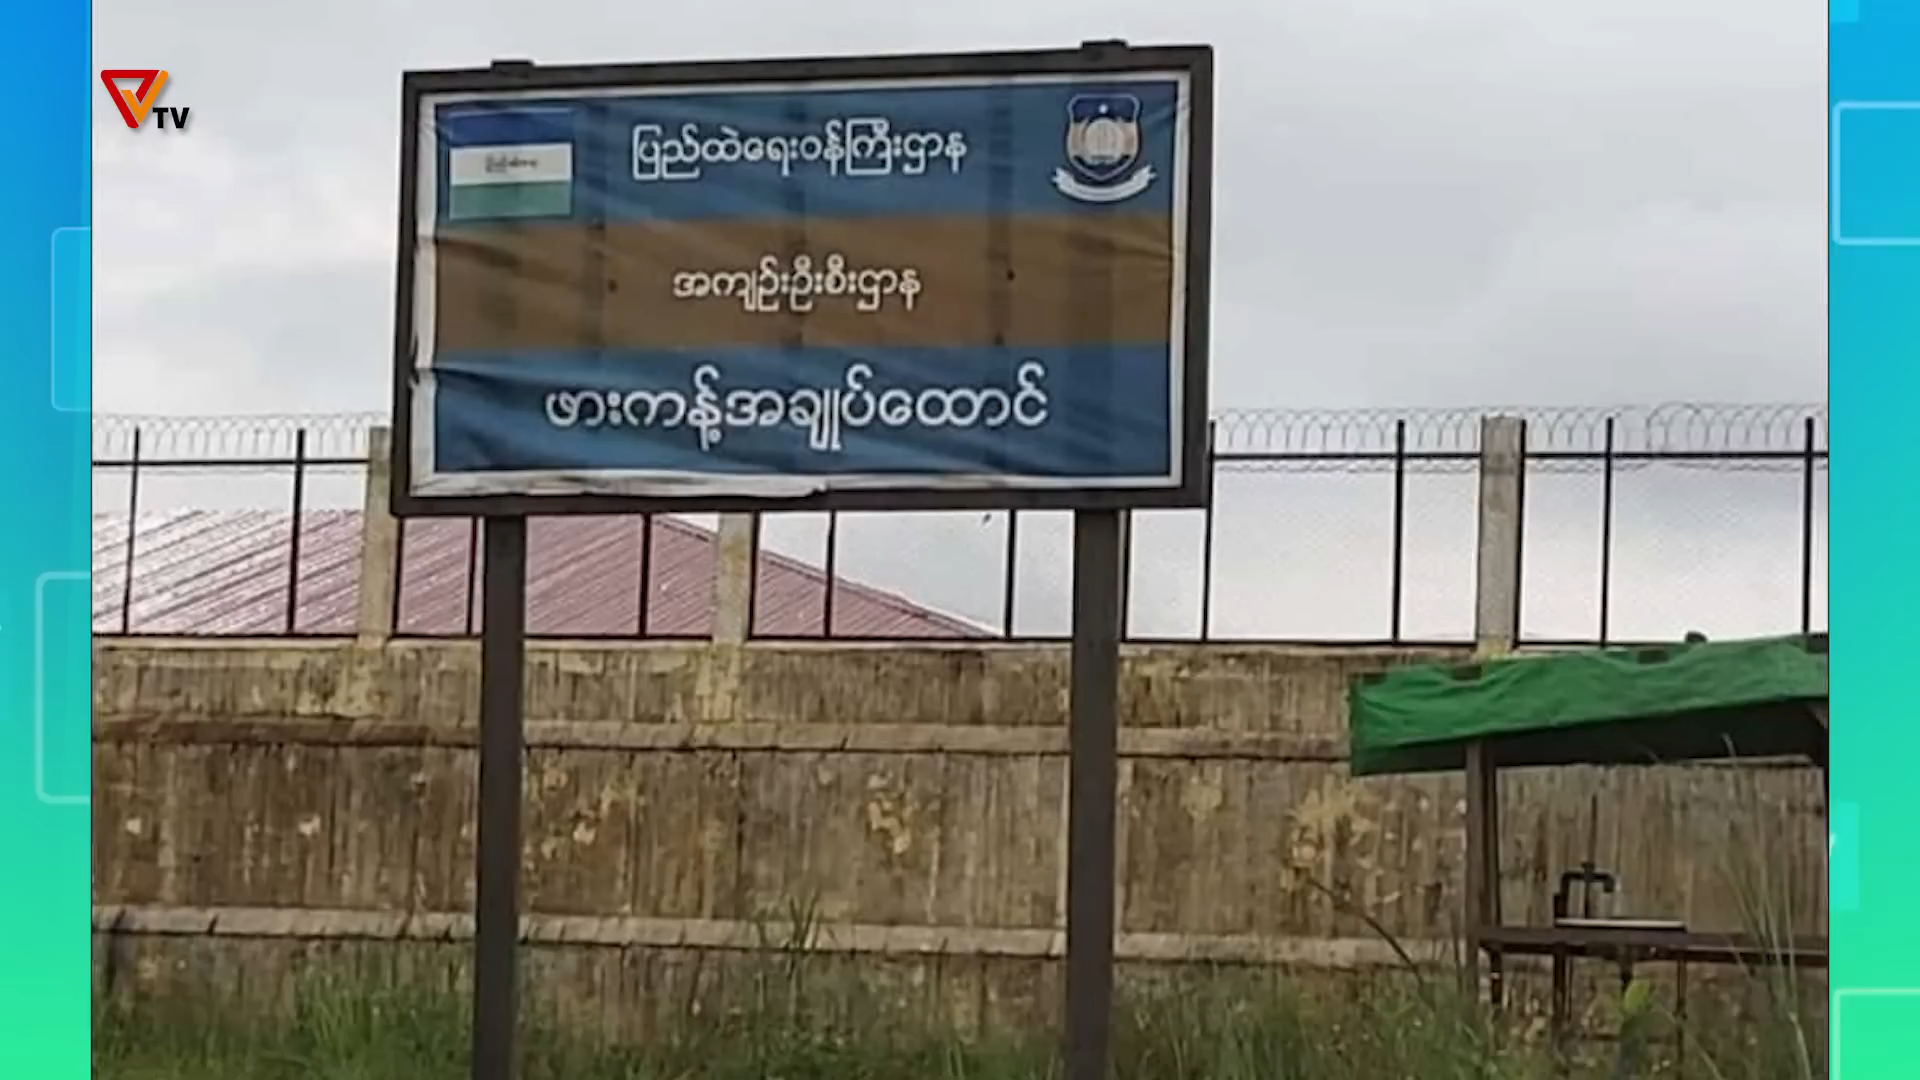 TV
ပြည်ထဲရေးဝန်ကြီးဌာန
အကျဉ်းဦးစီးဌာန
ဖားကန့်အချုပ်ထောင်